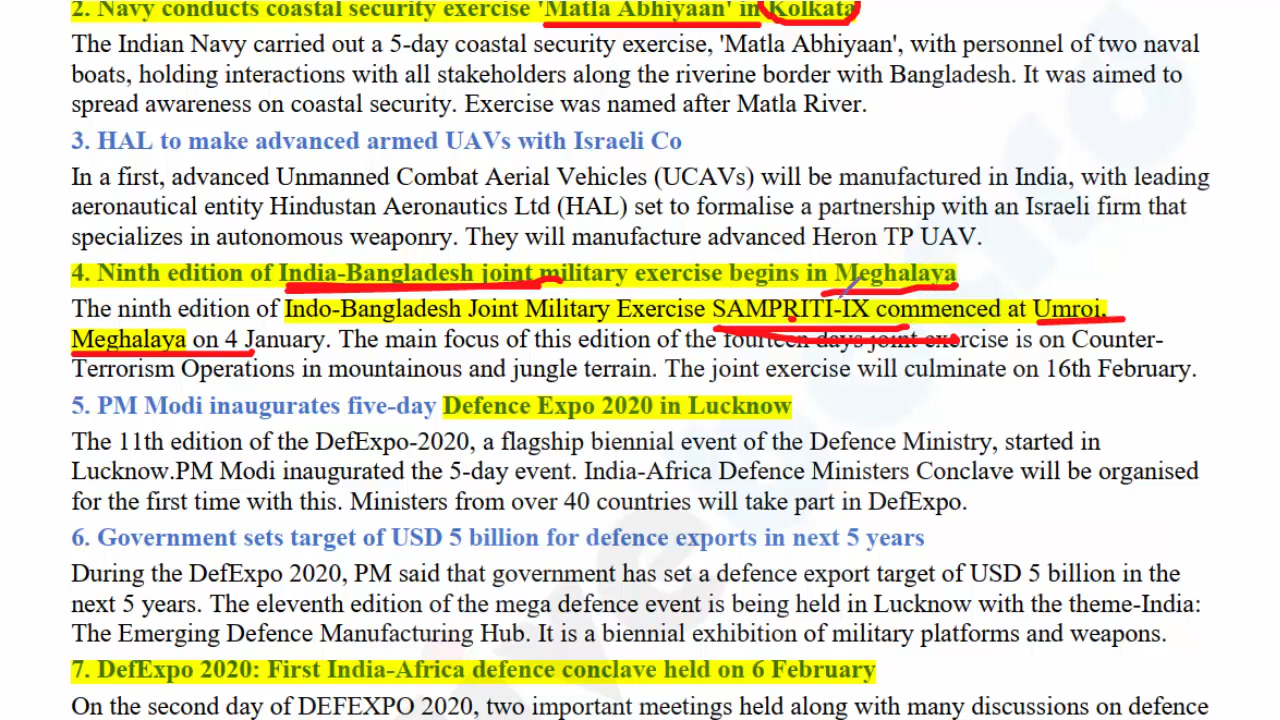 2. Navy conducts coastal security exercise 'Matla Abhiyaan' in Kolkata
The Indian Navy carried out a 5-day coastal security exercise, 'Matla Abhiyaan', with personnel of two naval
boats, holding interactions with all stakeholders along the riverine border with Bangladesh. It was aimed to
spread awareness on coastal security. Exercise was named after Matla River.
3. HAL to make advanced armed UAVs with Israeli Co
In a first, advanced Unmanned Combat Aerial Vehicles (UCAVs) will be manufactured in India, with leading
aeronautical entity Hindustan Aeronautics Ltd (HAL) set to formalise a partnership with an Israeli firm that
specializes in autonomous weaponry. They will manufacture advanced Heron TP UAV.
4. Ninth edition of India-Bangladesh joint military exercise begins in Meghalaya
The ninth edition of Indo-Bangladesh Joint Military Exercise SAMPRITI-IX commenced at Umroi,
Meghalaya on 4 January. The main focus of this edition of the fourteen days joint exercise is on Counter-
Terrorism Operations in mountainous and jungle terrain. The joint exercise will culminate on 16th February.
5. PM Modi inaugurates five-day Defence Expo 2020 in Lucknow
The 11th edition of the DefExpo-2020, a flagship biennial event of the Defence Ministry, started in
Lucknow.PM Modi inaugurated the 5-day event. India-Africa Defence Ministers Conclave will be organised
for the first time with this. Ministers from over 40 countries will take part in DefExpo.
6. Government sets target of USD 5 billion for defence exports in next 5 years
During the DefExpo 2020, PM said that government has set a defence export target of USD 5 billion in the
next 5 years. The eleventh edition of the mega defence event is being held in Lucknow with the theme-India:
The Emerging Defence Manufacturing Hub. It is a biennial exhibition of military platforms and weapons.
7. DefExpo 2020: First India-Africa defence conclave held on 6 February
On the second day of DEFEXPO 2020, two important meetings held along with many discussions on defence